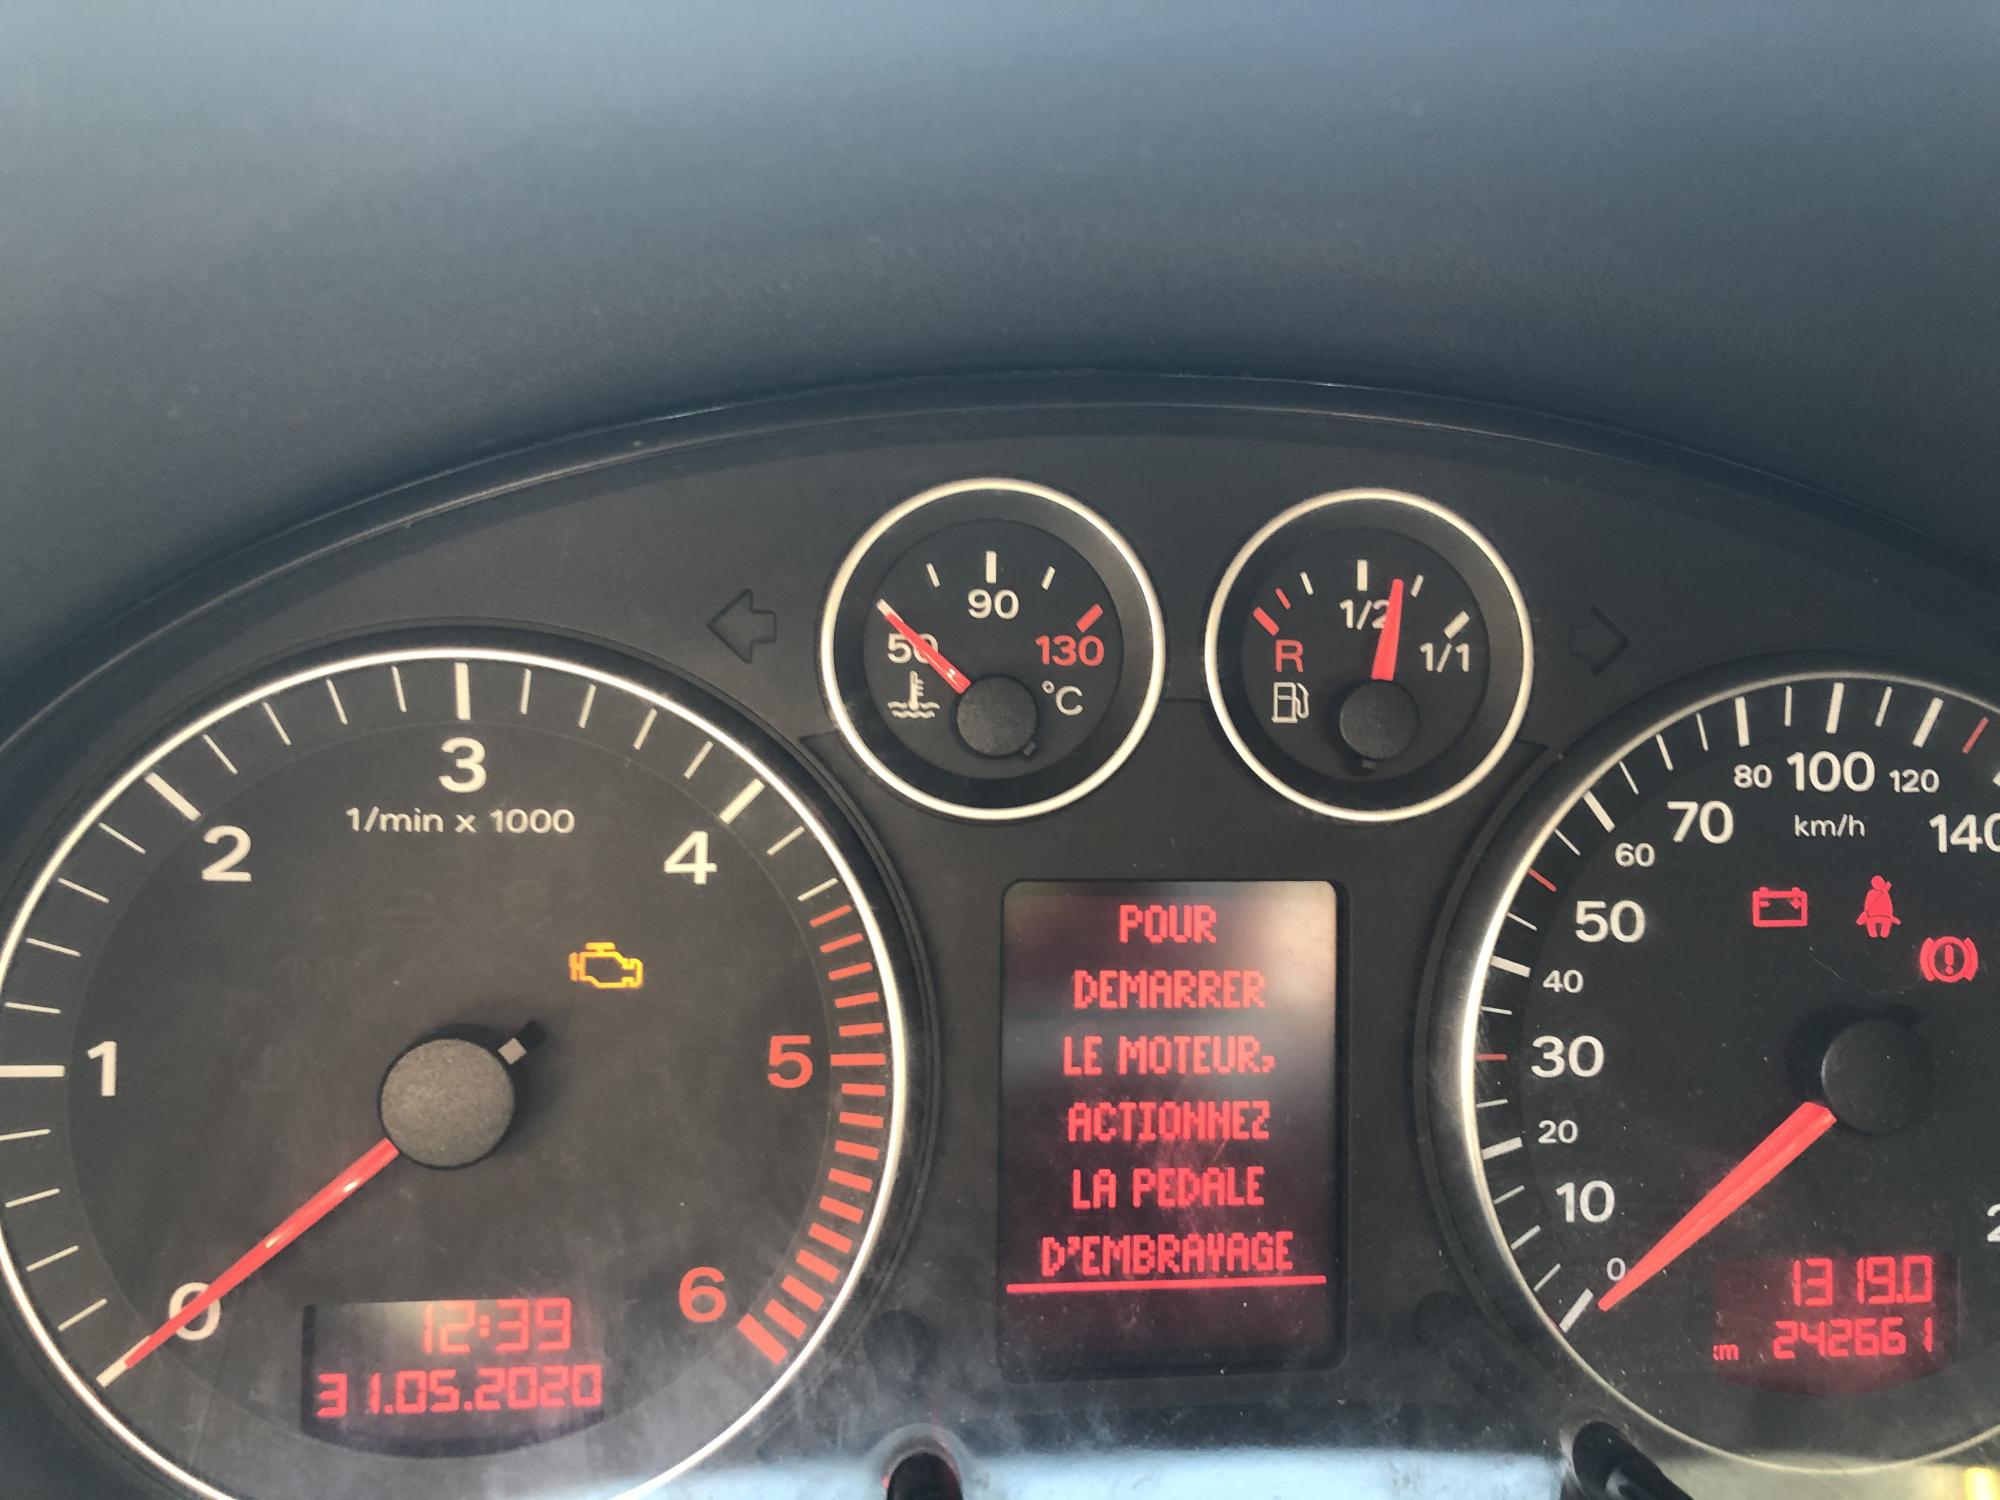 50
90
130
°C
R
1/2
1/1
1
2
3
4
5
6
0
1/min x 1000
12:39
31.05.2020
POUR
DEMARRER
LE MOTEUR,
ACTIONNEZ
LA PEDALE
D'EMBRAYAGE
0
10
20
30
40
50
60
70
80
100
120
140
km/h
1319.0
km 242661